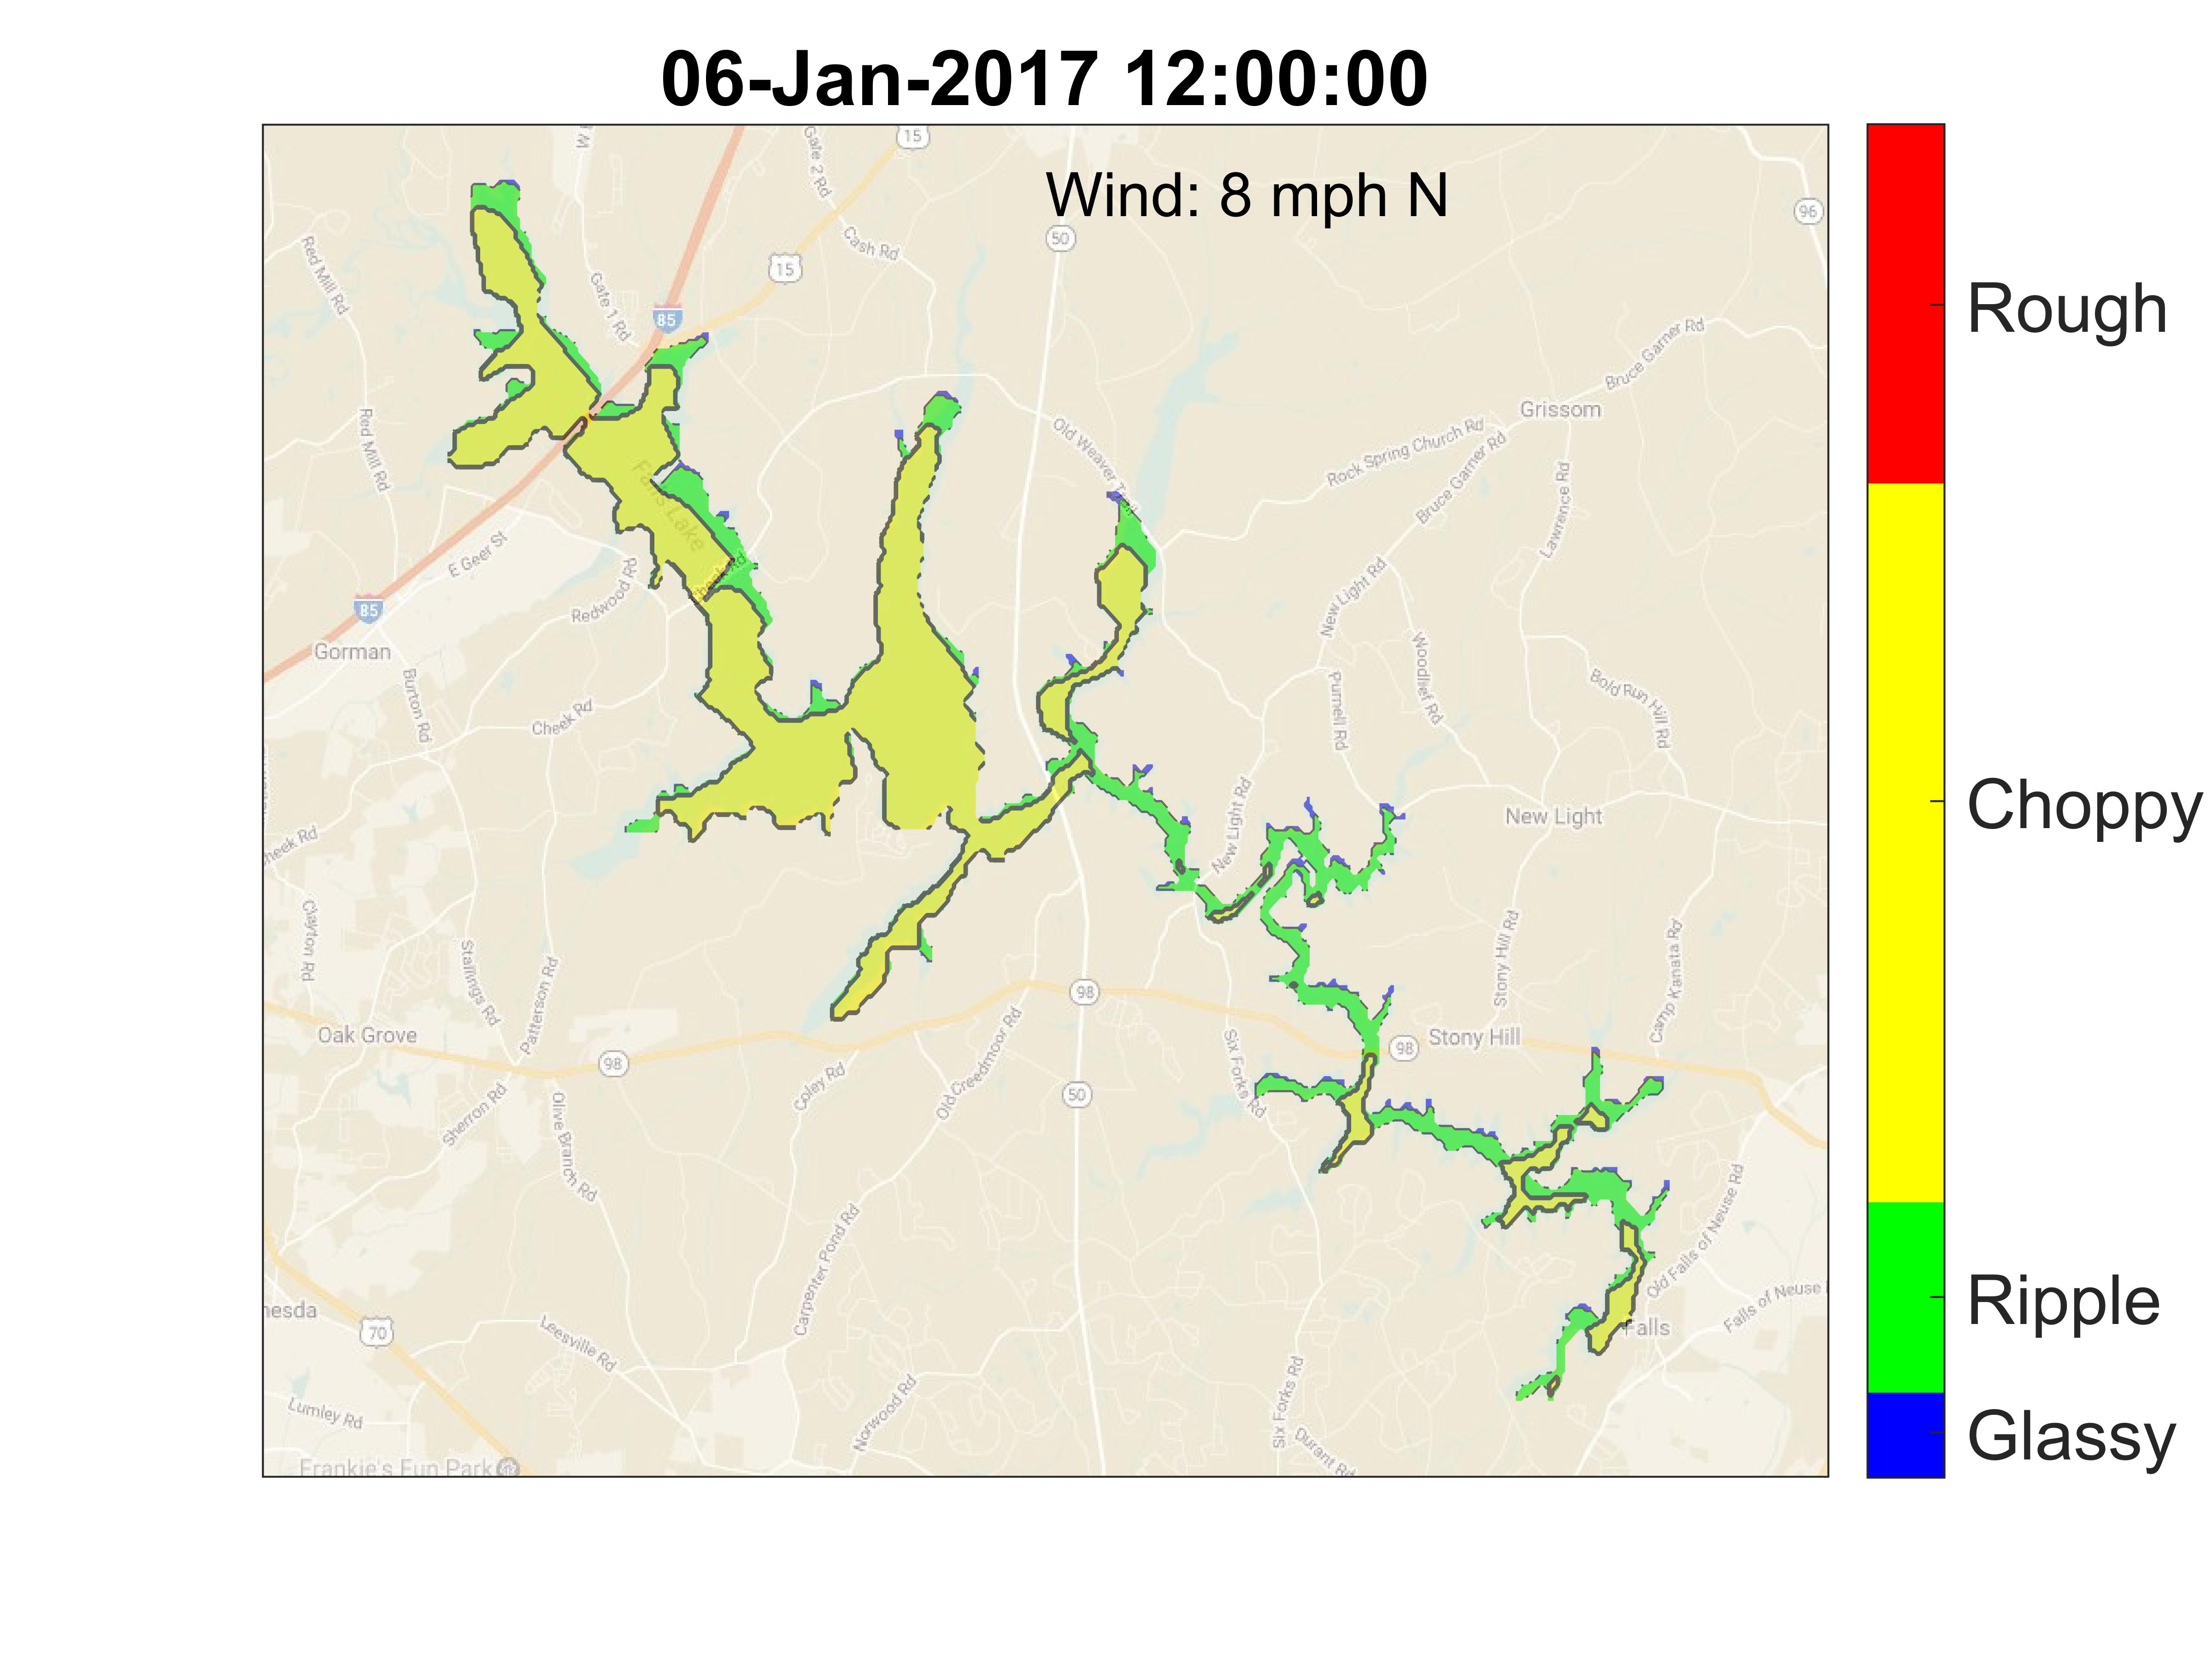 06-Jan-2017 12:00:00
Wind: 8 mph N
Rough
Choppy
Ripple
Glassy
15
Gate 2 Rd
96
Cash Rd
50
15
Red Mill Rd
Gate 1 Rd
85
Bruce Garner Rd
Grissom
Red Mill Rd
Old Weaver Trail
Rock Spring Church Rd
Bruce Garner Rd
Falls Lake
Lawrence Rd
E Geer St
Redwood Rd
Cheek Rd
85
New Light Rd
Gorman
Burton Rd
Cheek Rd
Purnell Rd
Woodlief Rd
Bold Run Hill Rd
New Light Rd
New Light
heek Rd
Clayton Rd
Stallings Rd
Patterson Rd
Stony Hill Rd
Camp Kanata Rd
98
Oak Grove
98
Coley Rd
Old Creedmoor Rd
Six Forks Rd
98
Stony Hill
50
Sherron Rd
Olive Branch Rd
Carpenter Pond Rd
Old Falls of Neuse Rd
Falls of Neuse
nesda
70
Leesville Rd
Falls
Lumley Rd
Norwood Rd
Six Forks Rd
Durant Rd
Frankie's Fun Park